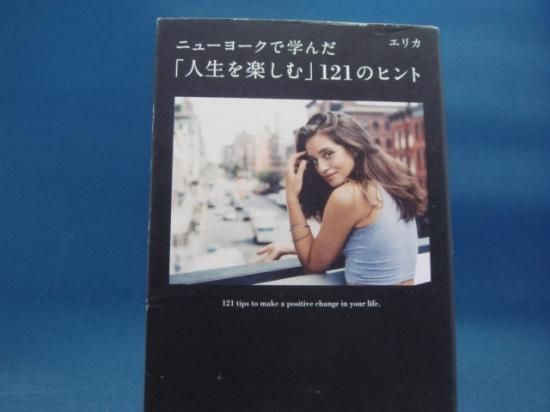 ニューヨークで学んだ
エリカ
「人生を楽しむ」121のヒント
121 tips to make a positive change in your life.